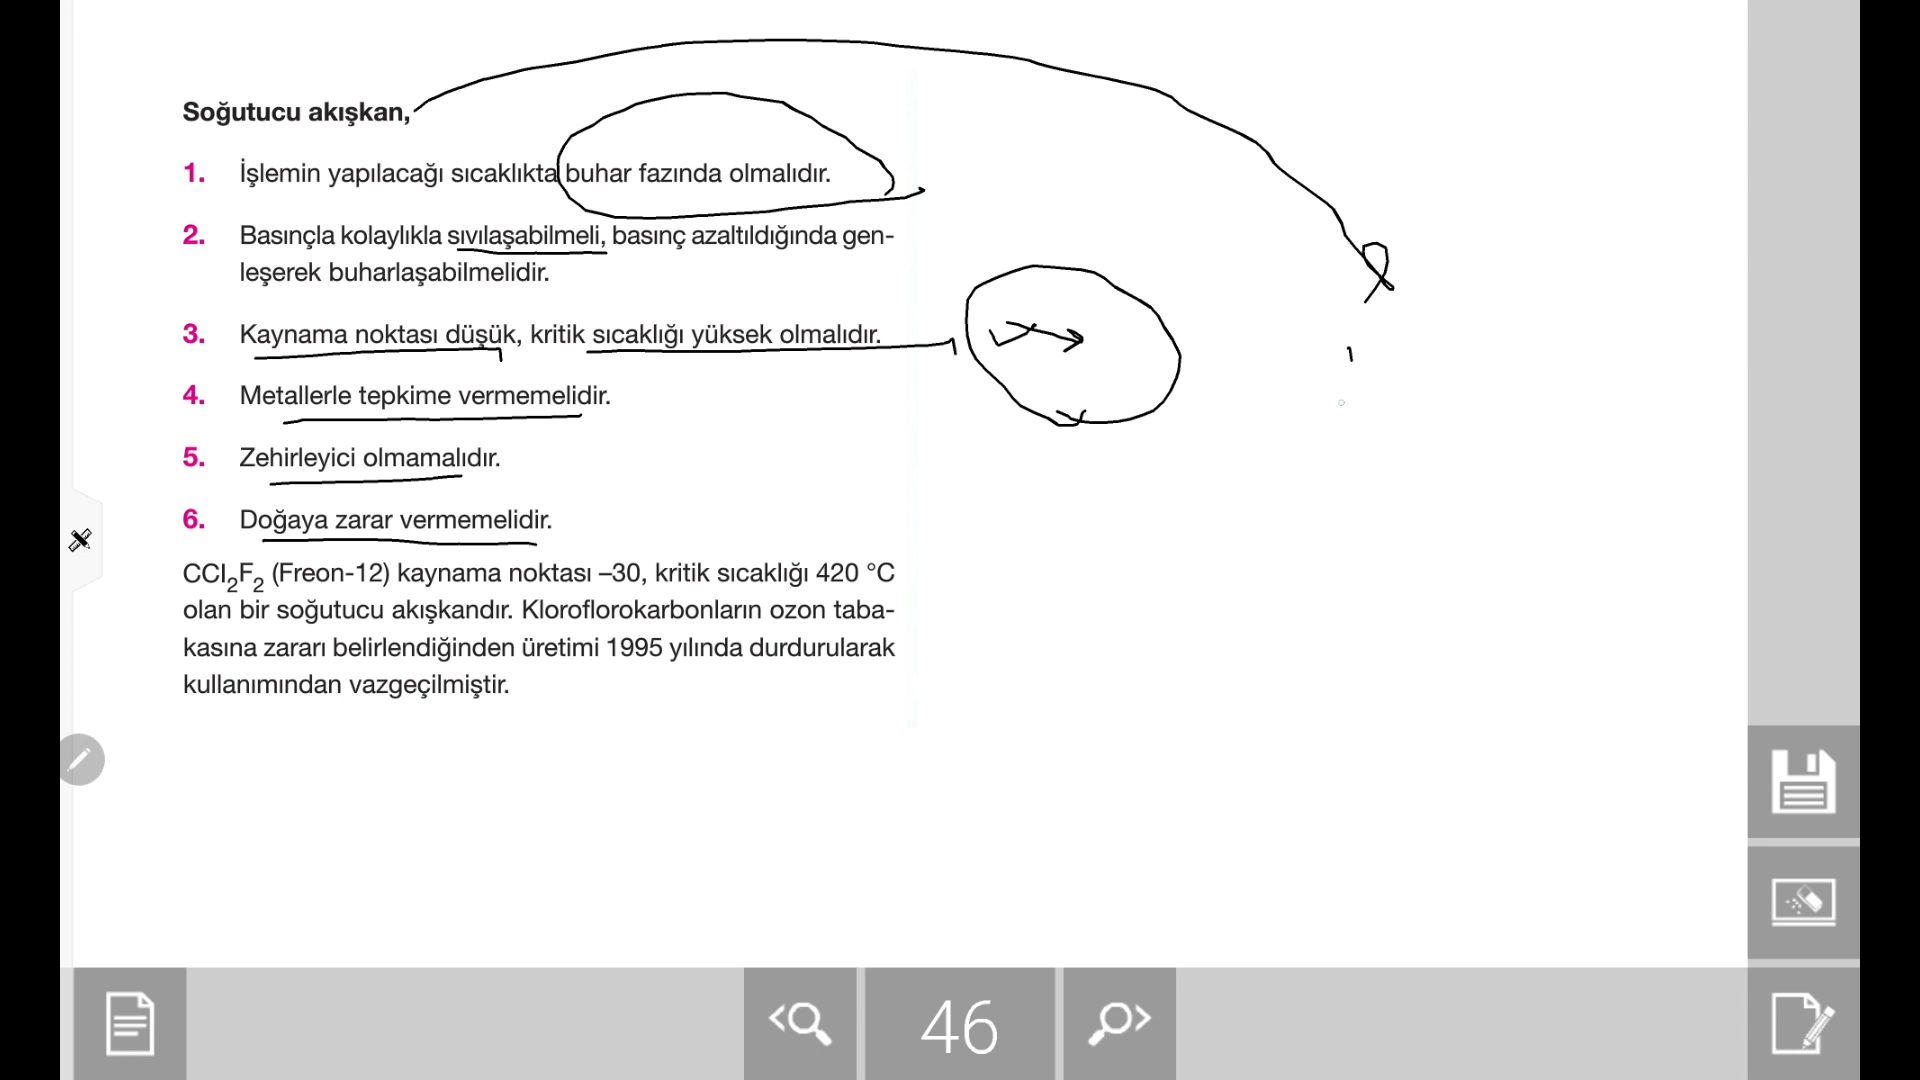 Soğutucu akışkan,
1. İşlemin yapılacağı sıcaklıkta buhar fazında olmalıdır.
2. Basınçla kolaylıkla sıvılaşabilmeli, basınç azaltıldığında gen-
leşerek buharlaşabilmelidir.
3. Kaynama noktası düşük, kritik sıcaklığı yüksek olmalıdır.
4. Metallerle tepkime vermemelidir.
5. Zehirleyici olmamalıdır.
6. Doğaya zarar vermemelidir.
CCl₂F₂ (Freon-12) kaynama noktası –30, kritik sıcaklığı 420 °C
olan bir soğutucu akışkandır. Kloroflorokarbonların ozon taba-
kasına zararı belirlendiğinden üretimi 1995 yılında durdurularak
kullanımından vazgeçilmiştir.
46